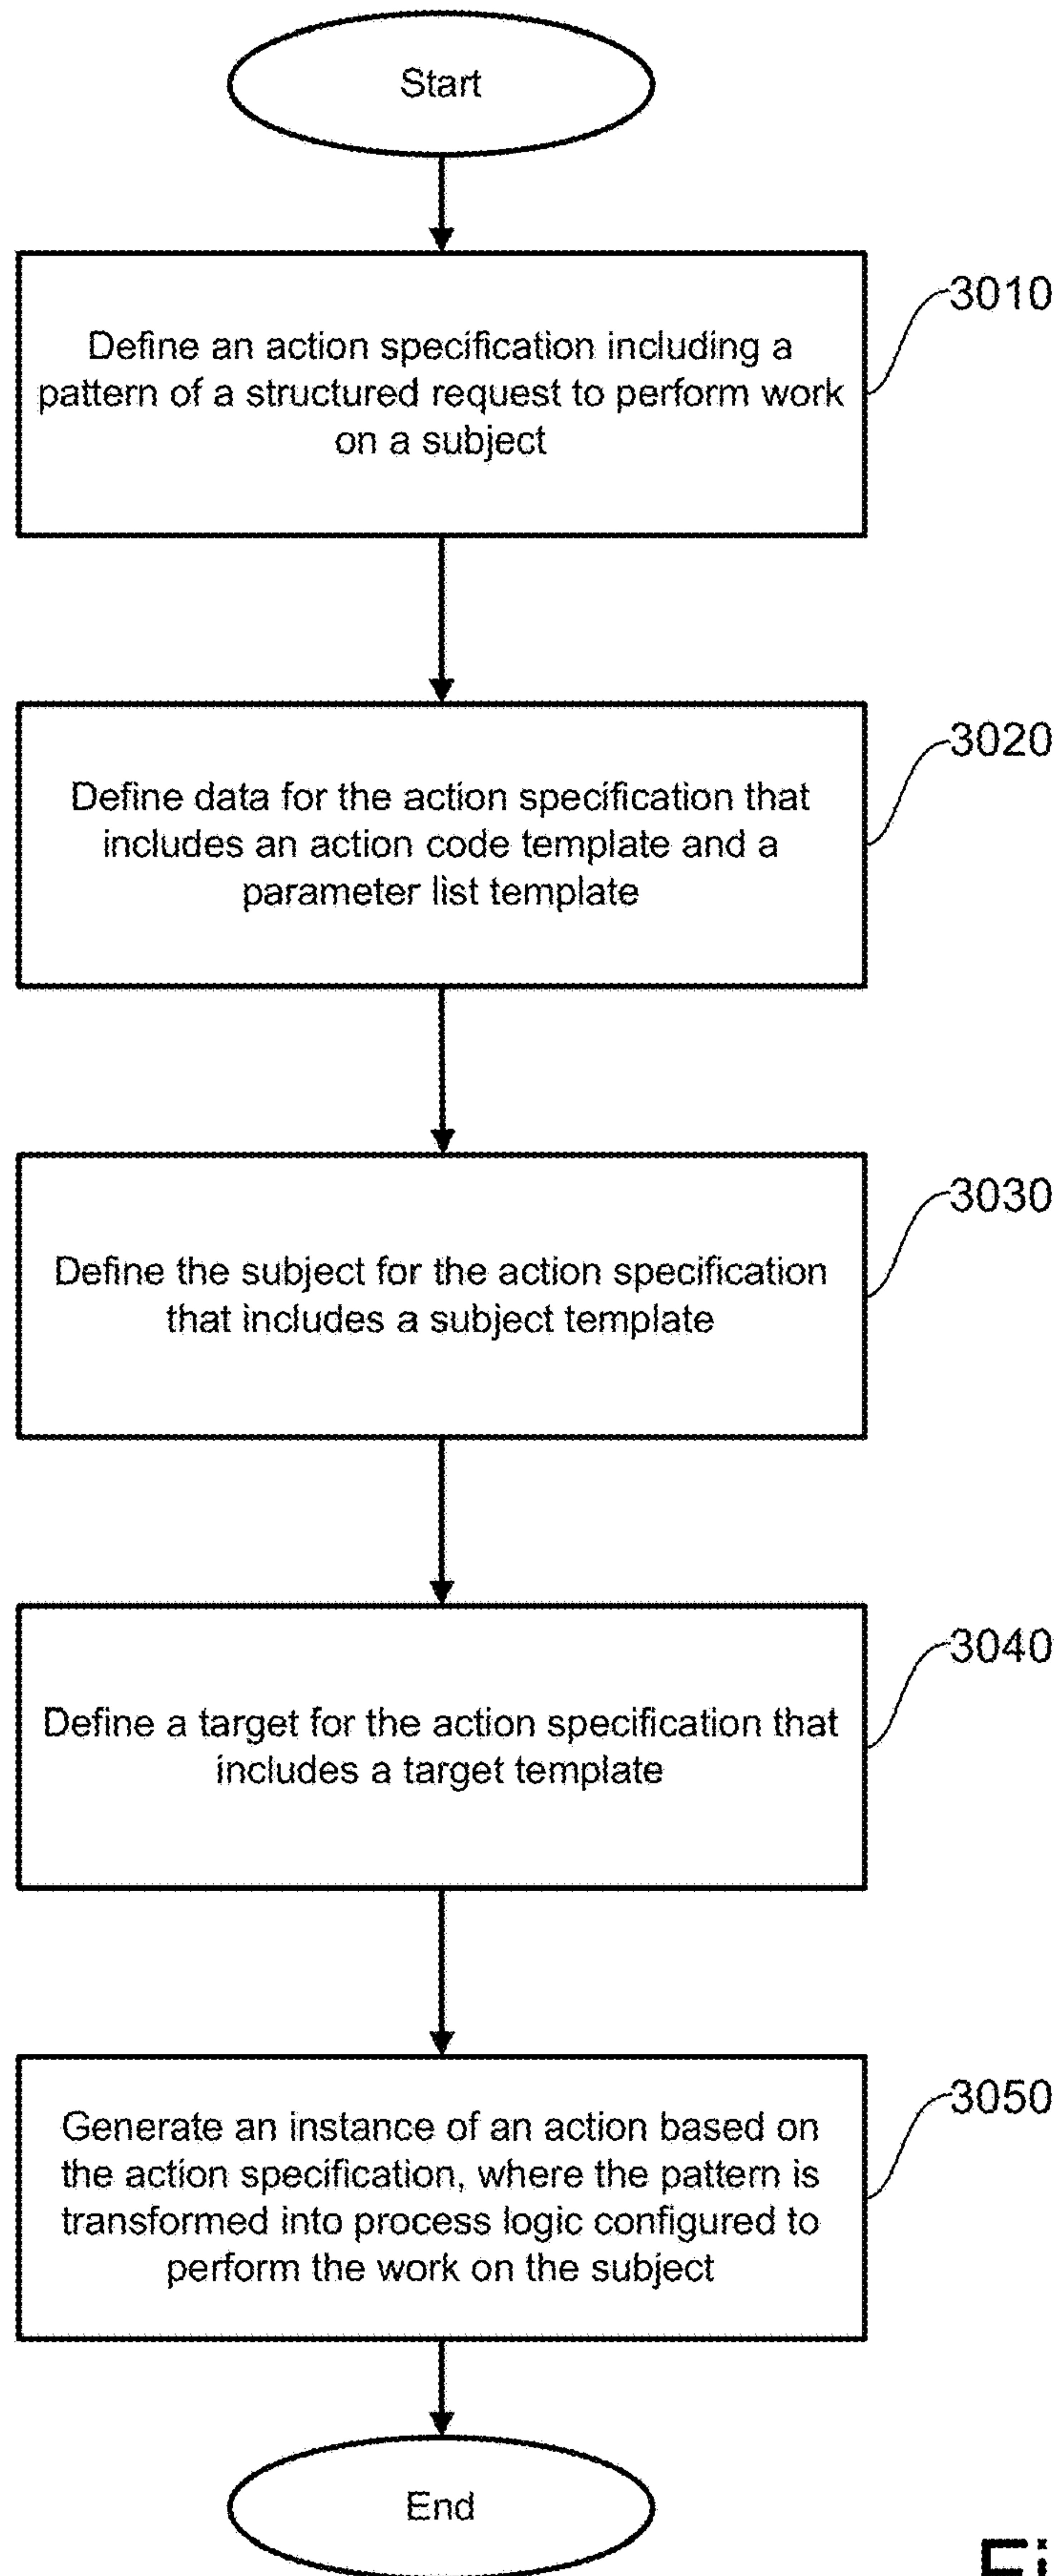 Start
3010
Define an action specification including a
pattern of a structured request to perform work
on a subject
3020
Define data for the action specification that
includes an action code template and a
parameter list template
3030
Define the subject for the action specification
that includes a subject template
3040
Define a target for the action specification that
includes a target template
3050
Generate an instance of an action based on
the action specification, where the pattern is
transformed into process logic configured to
perform the work on the subject
End